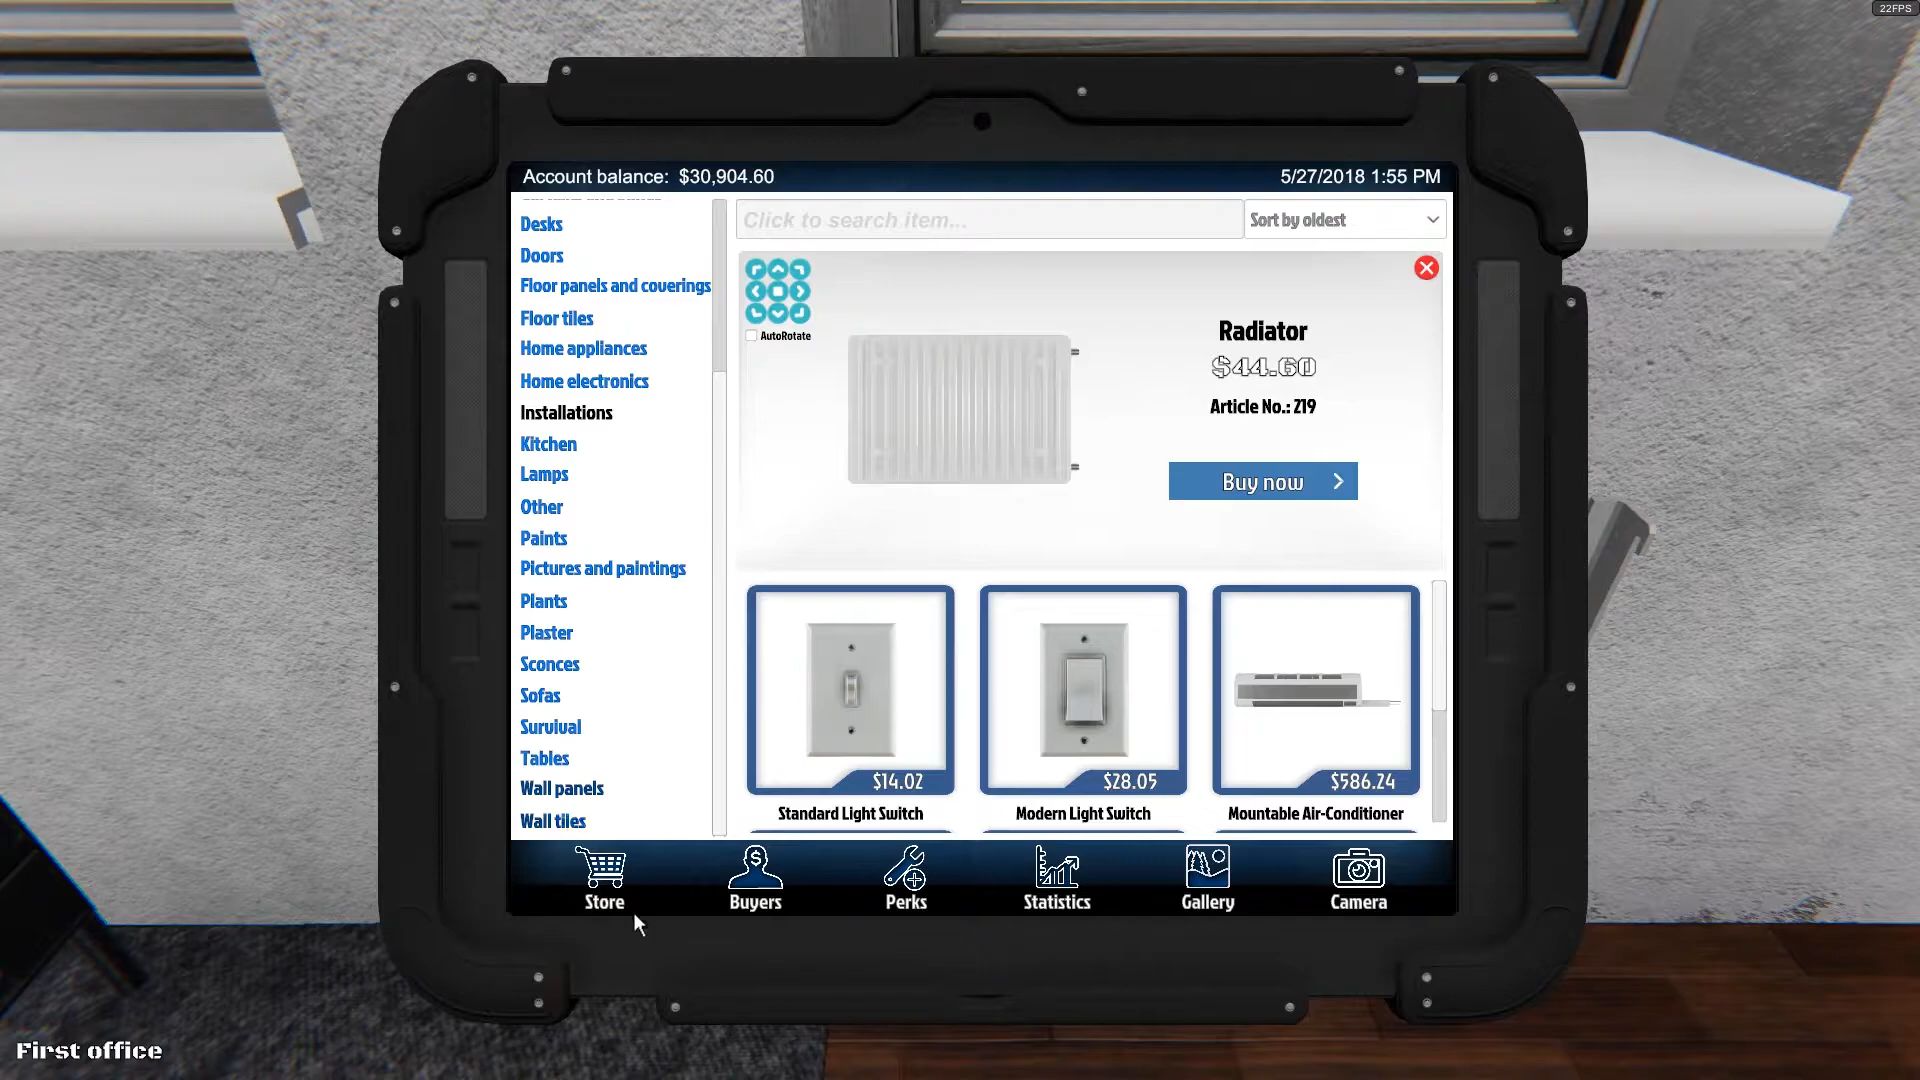 22FPS
Account balance: $30,904.60
5/27/2018 1:55 PM
Desks
Doors
Floor panels and coverings
Floor tiles
Home appliances
Home electronics
Installations
Kitchen
Lamps
Other
Paints
Pictures and paintings
Plants
Plaster
Sconces
Sofas
Survival
Tables
Wall panels
Wall tiles
Click to search item...
Sort by oldest
AutoRotate
Radiator
$44.60
Article No.: 219
Buy now
$14.02
$28.05
$586.24
Standard Light Switch
Modern Light Switch
Mountable Air-Conditioner
Store
Buyers
Perks
Statistics
Gallery
Camera
First office